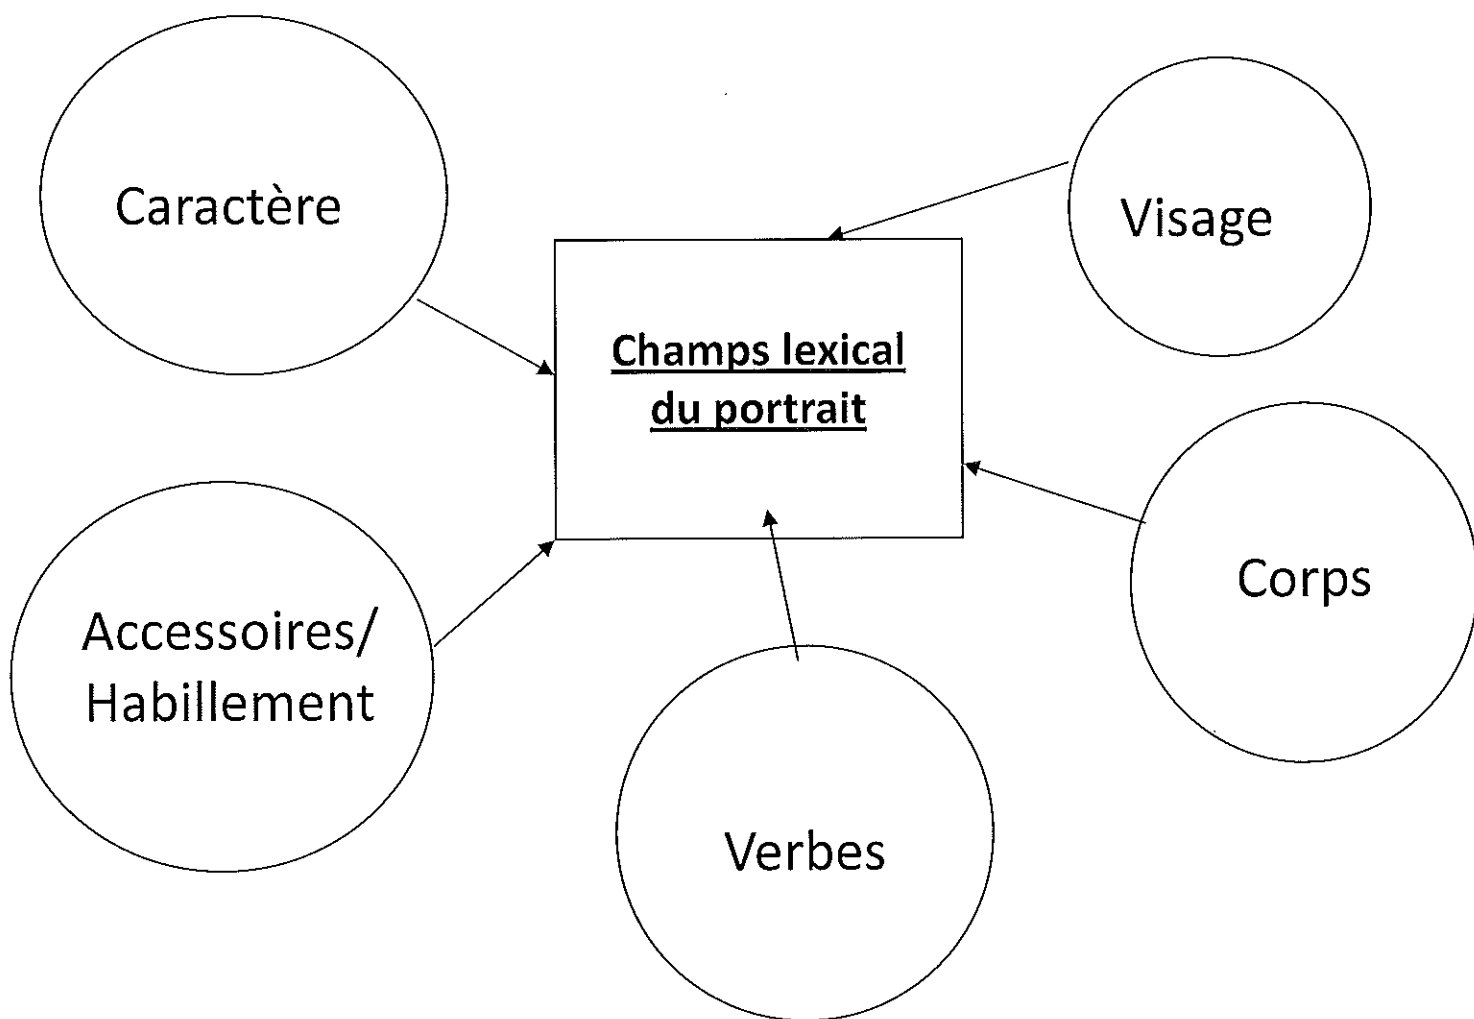 Caractère
Visage
Champs lexical
du portrait
Corps
Accessoires/
Habillement
Verbes